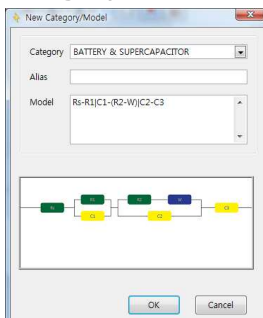 New Category/Model
Category BATTERY & SUPERCAPACITOR
Alias
Model Rs-R1|C1-(R2-W)|C2-C3
Rs
R1
C1
R2
W
C2
C3
OK Cancel